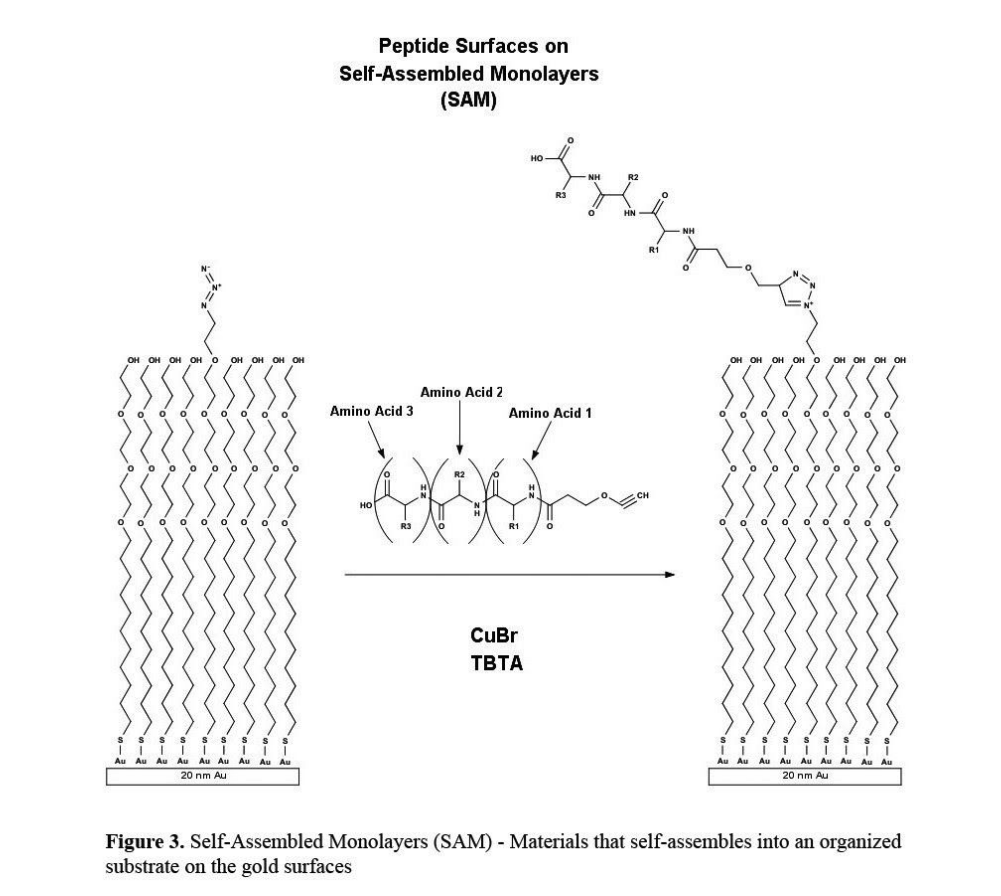 Peptide Surfaces on
Self-Assembled Monolayers
(SAM)
HO
O
NH
R2
R3
O
HN
O
NH
R1
O
O
N
N
N+
N-
N+
N
OH OH OH OH O OH OH OH OH
OH OH OH OH O OH OH OH OH
O O O O O O O O O
O O O O O O O O O
Amino Acid 2
Amino Acid 3
Amino Acid 1
O
R2
O
H
N
H
N
O
CH
HO
R3
O
N
H
R1
O
O O O O O O O O O
O O O O O O O O O
O O O O O O O O O
O O O O O O O O O
CuBr
TBTA
S S S S S S S S S
S S S S S S S S S
Au Au Au Au Au Au Au Au Au
Au Au Au Au Au Au Au Au Au
20 nm Au
20 nm Au
Figure 3. Self-Assembled Monolayers (SAM) - Materials that self-assembles into an organized
substrate on the gold surfaces